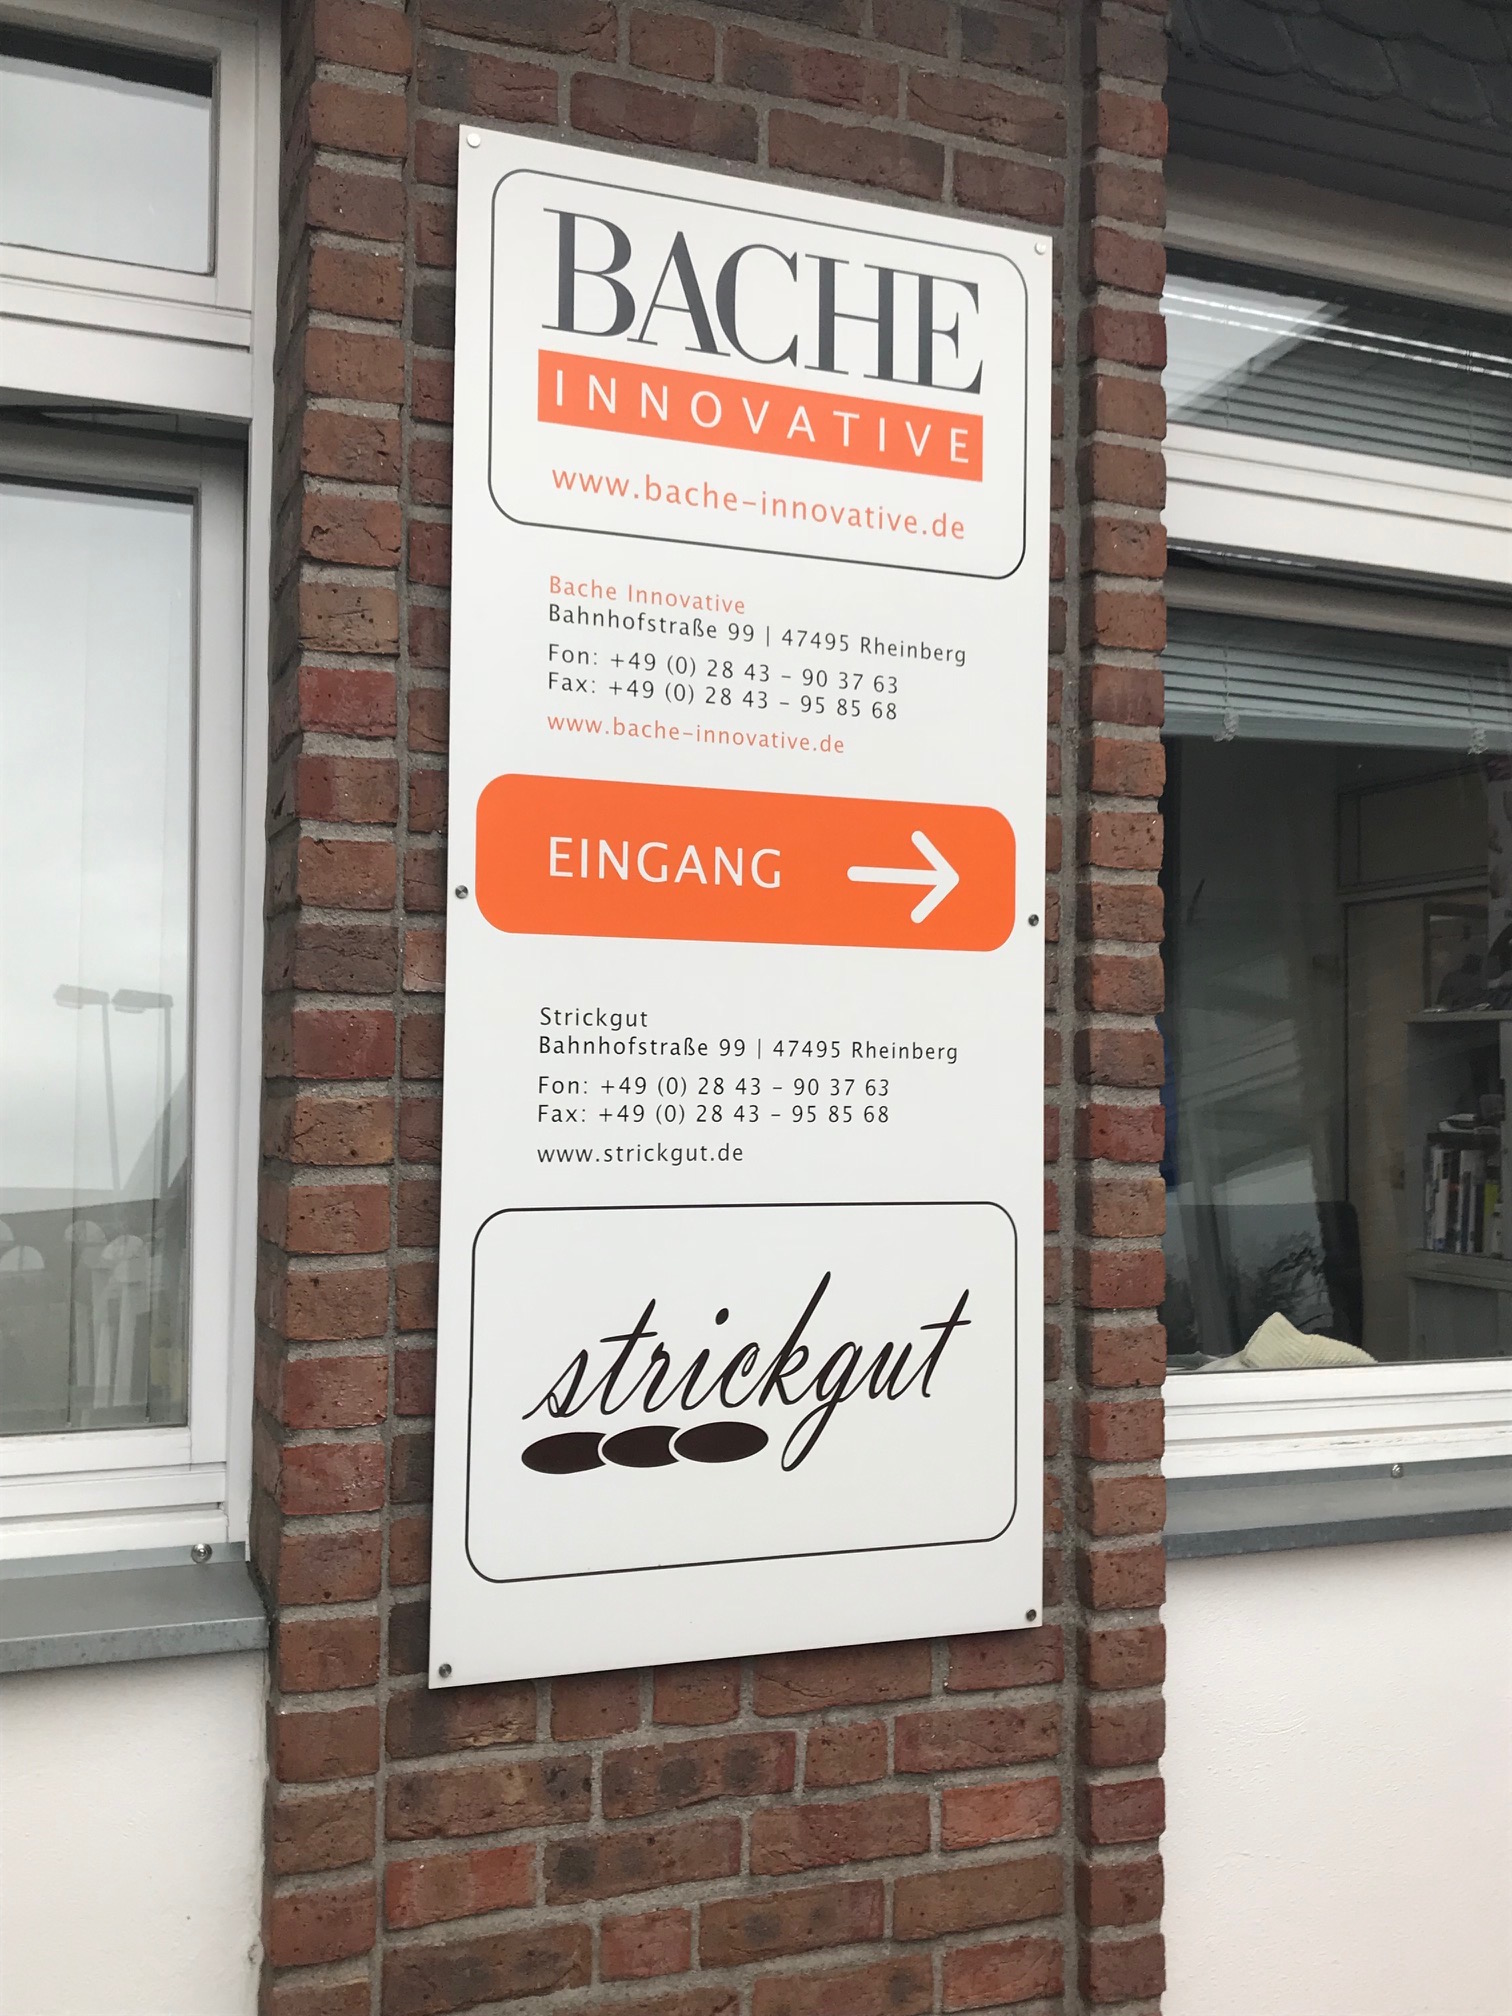 BACHE
INNOVATIVE
www.bache-innovative.de
Bache Innovative
Bahnhofstraße 99 | 47495 Rheinberg
Fon: +49 (0) 28 43 – 90 37 63
Fax: +49 (0) 28 43 – 95 85 68
www.bache-innovative.de
EINGANG →
Strickgut
Bahnhofstraße 99 | 47495 Rheinberg
Fon: +49 (0) 28 43 – 90 37 63
Fax: +49 (0) 28 43 – 95 85 68
www.strickgut.de
strickgut